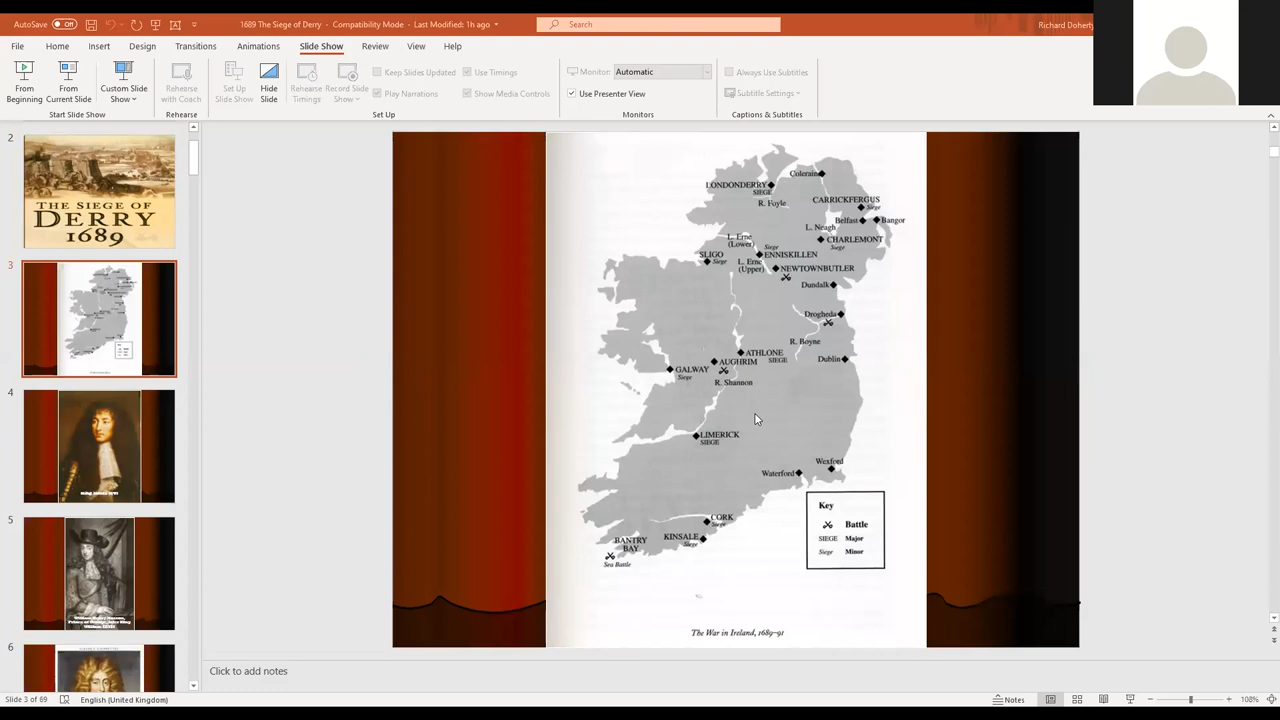 AutoSave Off
1689 The Siege of Derry - Compatibility Mode - Last Modified: 1h ago
Search
Richard Doherty
File Home Insert Design Transitions Animations Slide Show Review View Help
From Beginning
From Current Slide
Custom Slide Show
Start Slide Show
Rehearse with Coach
Rehearse
Set Up Slide Show
Hide Slide
Rehearse Timings
Record Slide Show
Keep Slides Updated
Play Narrations
Use Timings
Show Media Controls
Set Up
Monitor: Automatic
Use Presenter View
Monitors
Always Use Subtitles
Subtitle Settings
Captions & Subtitles
2
THE SIEGE OF
DERRY
1689
4
5
6
LONDONDERRY
SIEGE
R. Foyle
Colerain
CARRICKFERGUS
Siege
Belfast
Bangor
L. Neagh
CHARLEMONT
Siege
L. Erne
(Lower)
Siege
ENNISKILLEN
SLIGO
Siege
L. Erne
(Upper)
NEWTOWNBUTLER
Dundalk
Drogheda
R. Boyne
ATHLONE
SIEGE
Dublin
AUGHRIM
GALWAY
Siege
R. Shannon
LIMERICK
SIEGE
Wexford
Waterford
CORK
Siege
KINSALE
Siege
BANTRY
BAY
Sea Battle
Key
Battle
SIEGE Major
Siege Minor
The War in Ireland, 1689-91
Click to add notes
Slide 3 of 69
English (United Kingdom)
Notes
108%